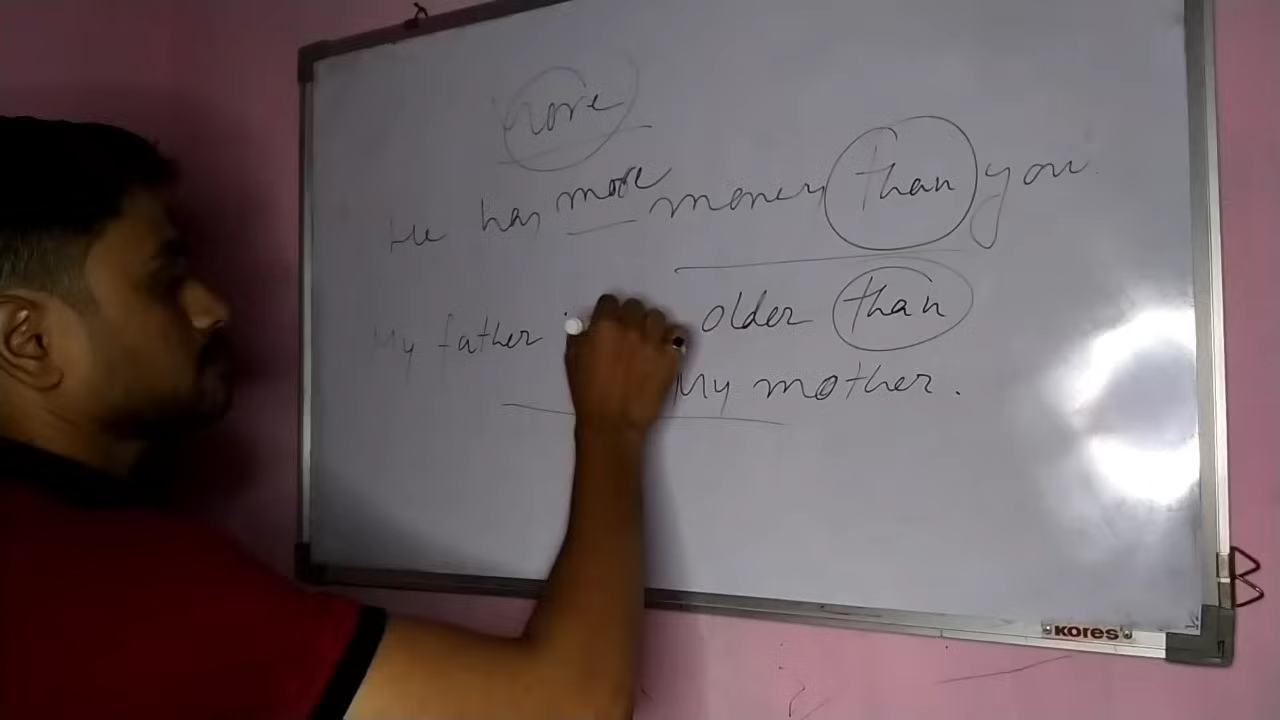 more
He has more money than you
My father older than
My mother.
KORES